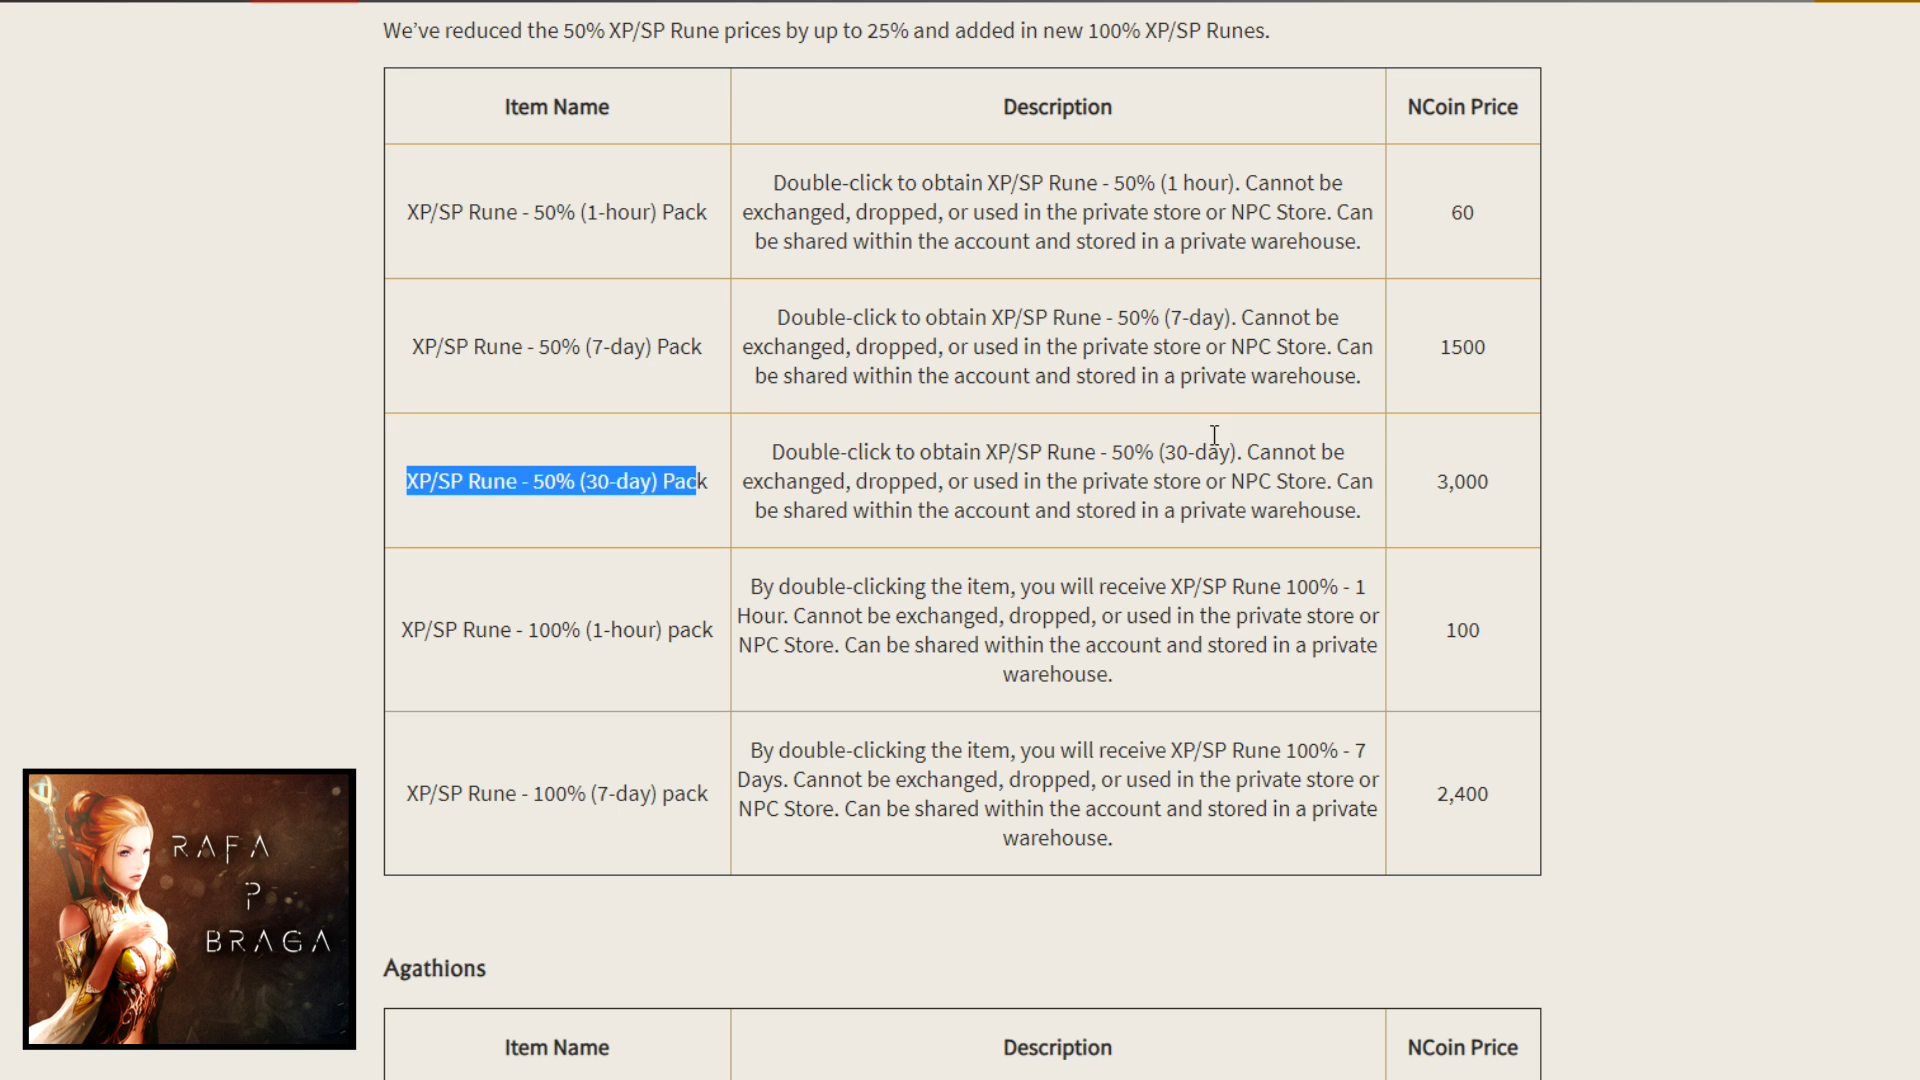 We’ve reduced the 50% XP/SP Rune prices by up to 25% and added in new 100% XP/SP Runes.
Item Name
Description
NCoin Price
XP/SP Rune - 50% (1-hour) Pack
Double-click to obtain XP/SP Rune - 50% (1 hour). Cannot be
exchanged, dropped, or used in the private store or NPC Store. Can
be shared within the account and stored in a private warehouse.
60
XP/SP Rune - 50% (7-day) Pack
Double-click to obtain XP/SP Rune - 50% (7-day). Cannot be
exchanged, dropped, or used in the private store or NPC Store. Can
be shared within the account and stored in a private warehouse.
1500
XP/SP Rune - 50% (30-day) Pack
Double-click to obtain XP/SP Rune - 50% (30-day). Cannot be
exchanged, dropped, or used in the private store or NPC Store. Can
be shared within the account and stored in a private warehouse.
3,000
XP/SP Rune - 100% (1-hour) pack
By double-clicking the item, you will receive XP/SP Rune 100% - 1
Hour. Cannot be exchanged, dropped, or used in the private store or
NPC Store. Can be shared within the account and stored in a private
warehouse.
100
XP/SP Rune - 100% (7-day) pack
By double-clicking the item, you will receive XP/SP Rune 100% - 7
Days. Cannot be exchanged, dropped, or used in the private store or
NPC Store. Can be shared within the account and stored in a private
warehouse.
2,400
RAFA
P
BRAGA
Agathions
Item Name
Description
NCoin Price